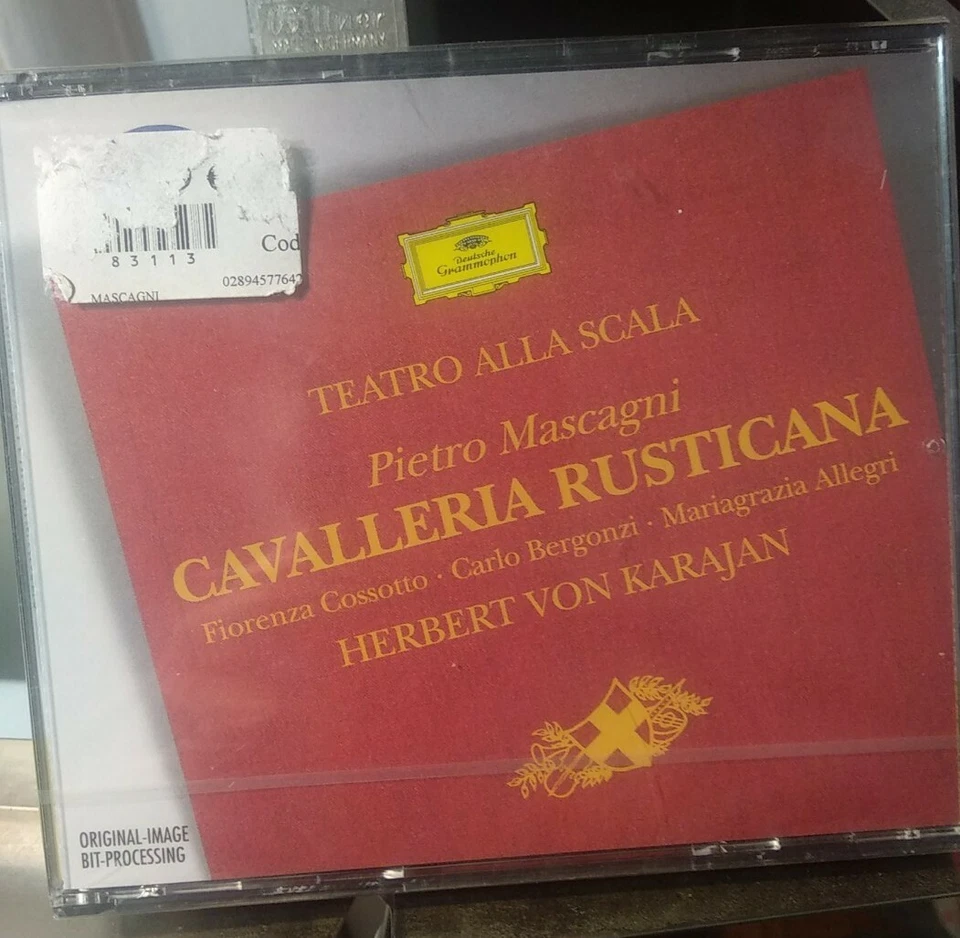 Cod
83113
02894577642
MASCAGNI
Deutsche
Grammophon
TEATRO ALLA SCALA
Pietro Mascagni
CAVALLERIA RUSTICANA
Fiorenza Cossotto · Carlo Bergonzi · Mariagrazia Allegri
HERBERT VON KARAJAN
ORIGINAL-IMAGE
BIT-PROCESSING